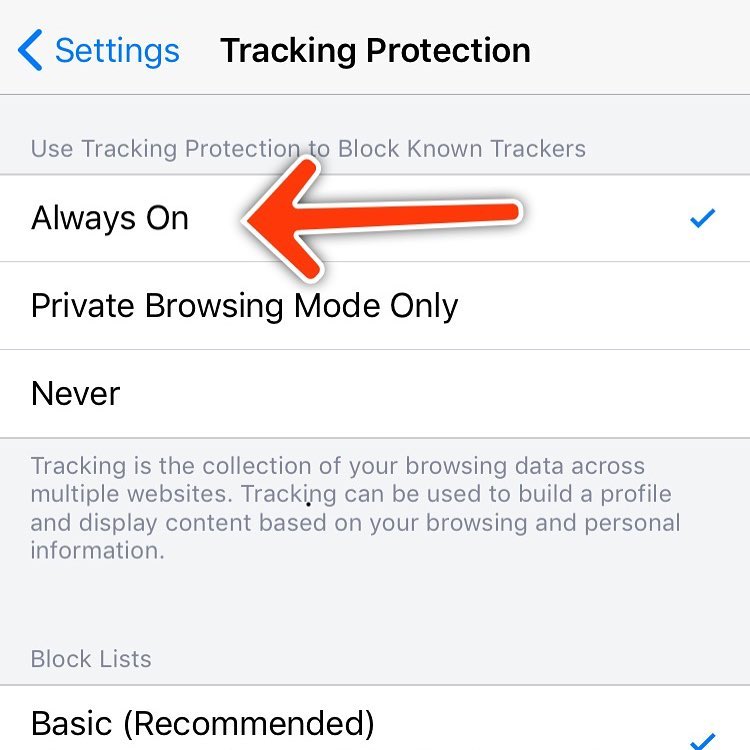 Settings
Tracking Protection
Use Tracking Protection to Block Known Trackers
Always On
Private Browsing Mode Only
Never
Tracking is the collection of your browsing data across
multiple websites. Tracking can be used to build a profile
and display content based on your browsing and personal
information.
Block Lists
Basic (Recommended)